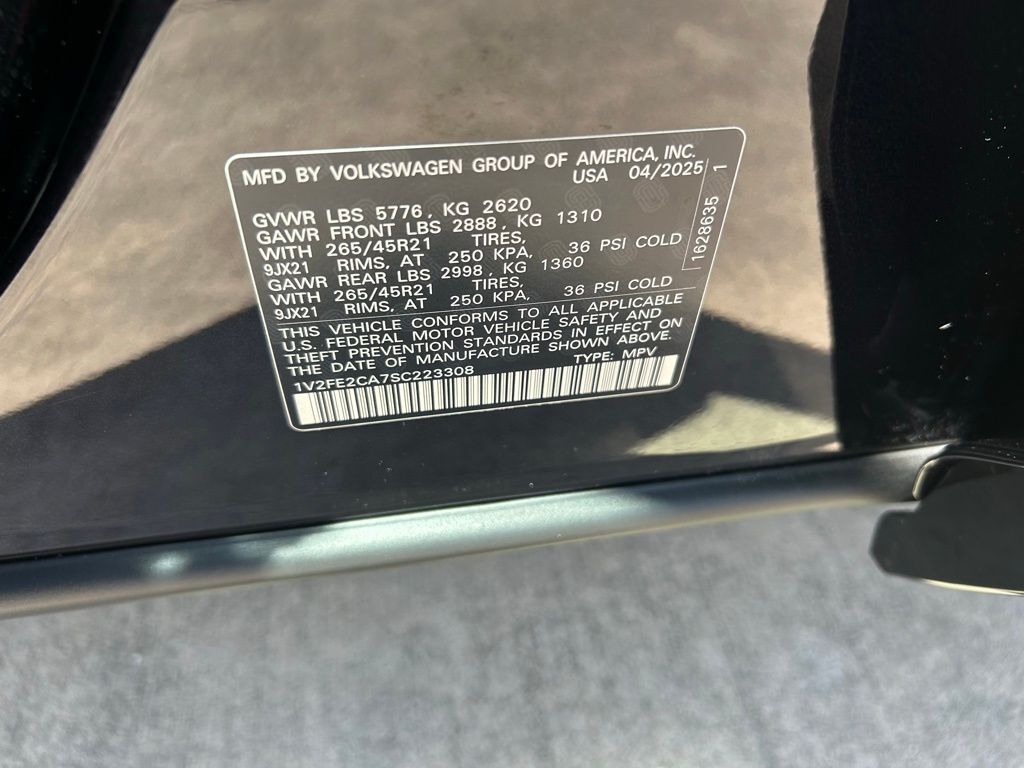 MFD BY VOLKSWAGEN GROUP OF AMERICA, INC.
USA 04/2025
GVWR LBS 5776, KG 2620
GAWR FRONT LBS 2888, KG 1310
WITH 265/45R21 TIRES,
9JX21 RIMS, AT 250 KPA, 36 PSI COLD
GAWR REAR LBS 2998, KG 1360
WITH 265/45R21 TIRES,
9JX21 RIMS, AT 250 KPA, 36 PSI COLD
THIS VEHICLE CONFORMS TO ALL APPLICABLE
U.S. FEDERAL MOTOR VEHICLE SAFETY AND
THEFT PREVENTION STANDARDS IN EFFECT ON
THE DATE OF MANUFACTURE SHOWN ABOVE.
1V2FE2CA7SC223308 TYPE: MPV
1628635 1